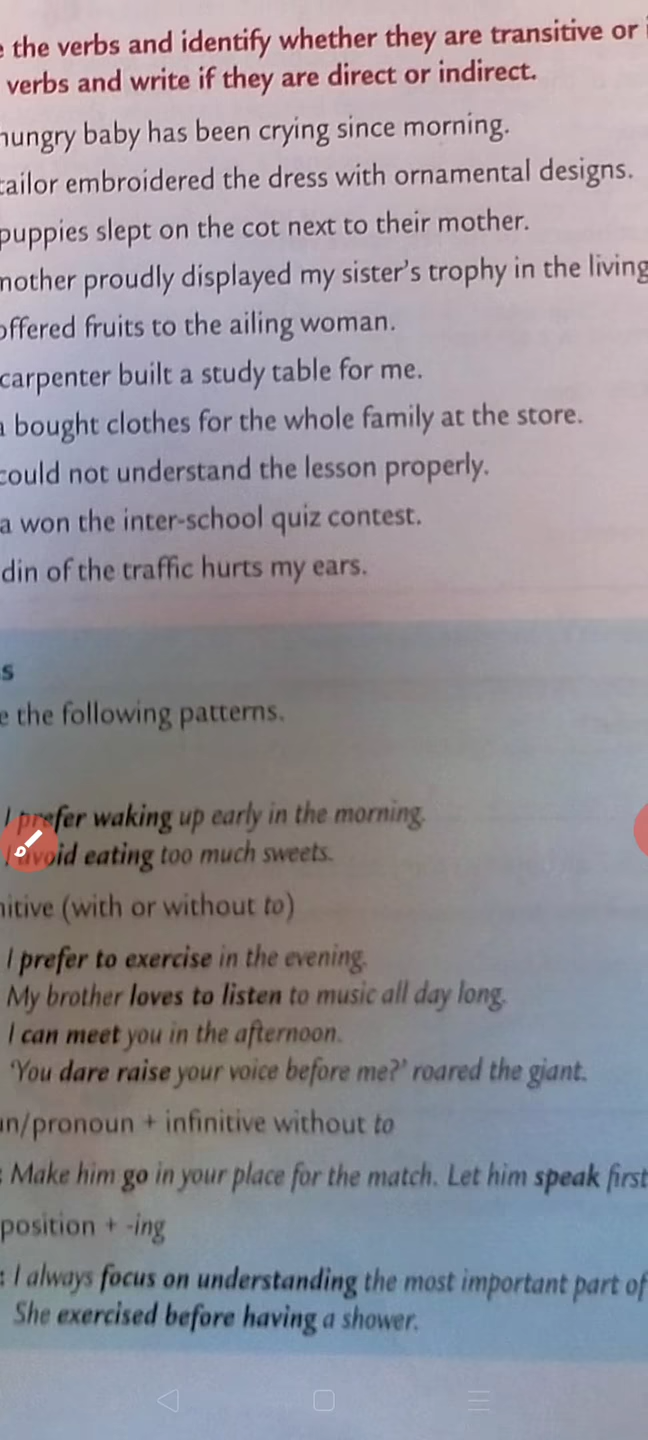 the verbs and identify whether they are transitive or
verbs and write if they are direct or indirect.
hungry baby has been crying since morning.
tailor embroidered the dress with ornamental designs.
puppies slept on the cot next to their mother.
mother proudly displayed my sister's trophy in the living
offered fruits to the ailing woman.
carpenter built a study table for me.
bought clothes for the whole family at the store.
could not understand the lesson properly.
a won the inter-school quiz contest.
din of the traffic hurts my ears.
s
e the following patterns.
I prefer waking up early in the morning.
I avoid eating too much sweets.
nitive (with or without to)
I prefer to exercise in the evening.
My brother loves to listen to music all day long.
I can meet you in the afternoon.
'You dare raise your voice before me?' roared the giant.
un/pronoun + infinitive without to
: Make him go in your place for the match. Let him speak first
position + -ing
: I always focus on understanding the most important part of
She exercised before having a shower.